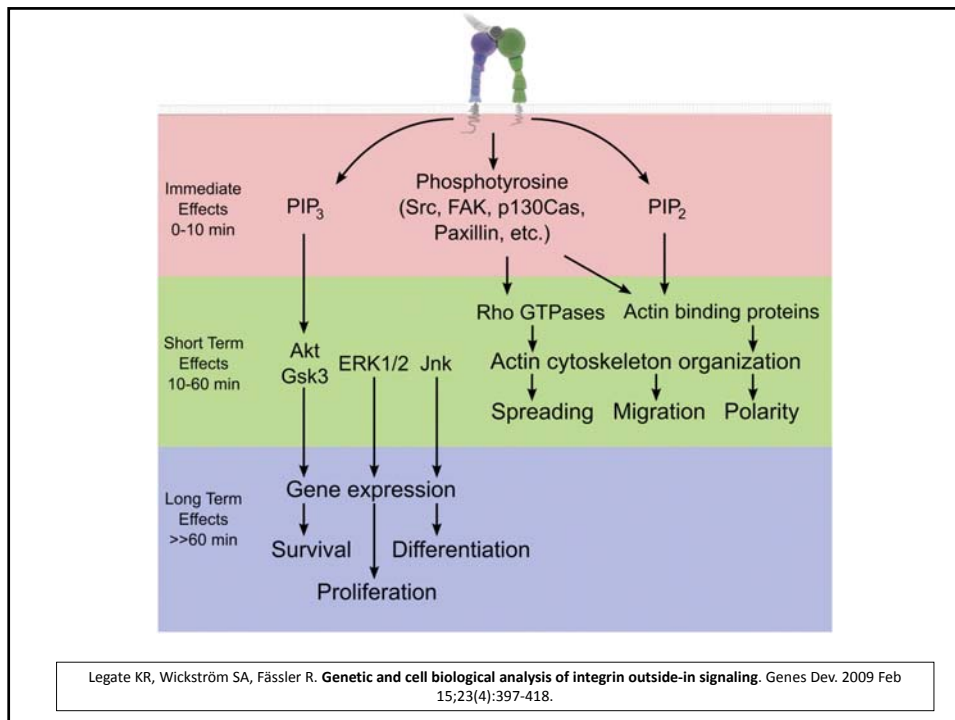 Immediate
Effects
0-10 min
PIP₃
Phosphotyrosine
(Src, FAK, p130Cas,
Paxillin, etc.)
PIP₂
Short Term
Effects
10-60 min
Akt
Gsk3
ERK1/2
Jnk
Rho GTPases
Actin binding proteins
Actin cytoskeleton organization
Spreading
Migration
Polarity
Long Term
Effects
>>60 min
Gene expression
Survival
Differentiation
Proliferation
Legate KR, Wickström SA, Fässler R. Genetic and cell biological analysis of integrin outside-in signaling. Genes Dev. 2009 Feb
15;23(4):397-418.